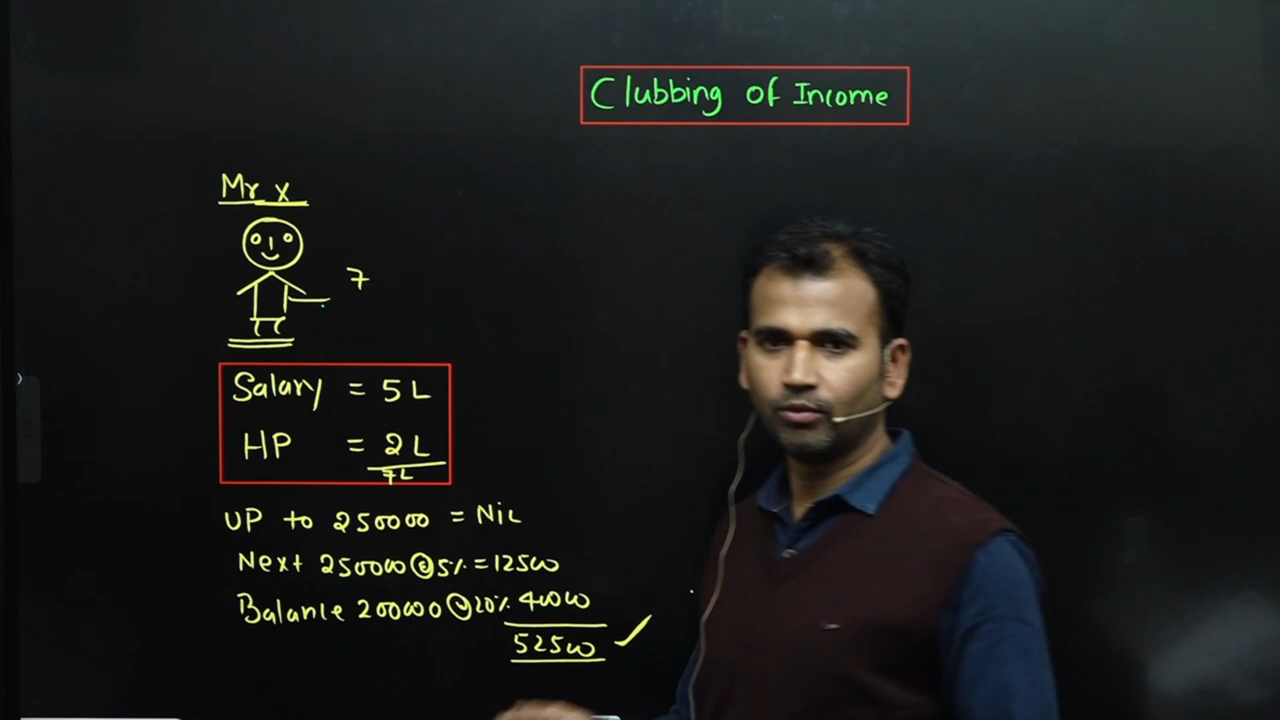 Clubbing of Income
Mr X
7
Salary = 5 L
HP = 2 L
7L
UP to 250000 = NiL
Next 250000 @ 5% = 12500
Balance 200000 @ 20% 40000
52500 ✓